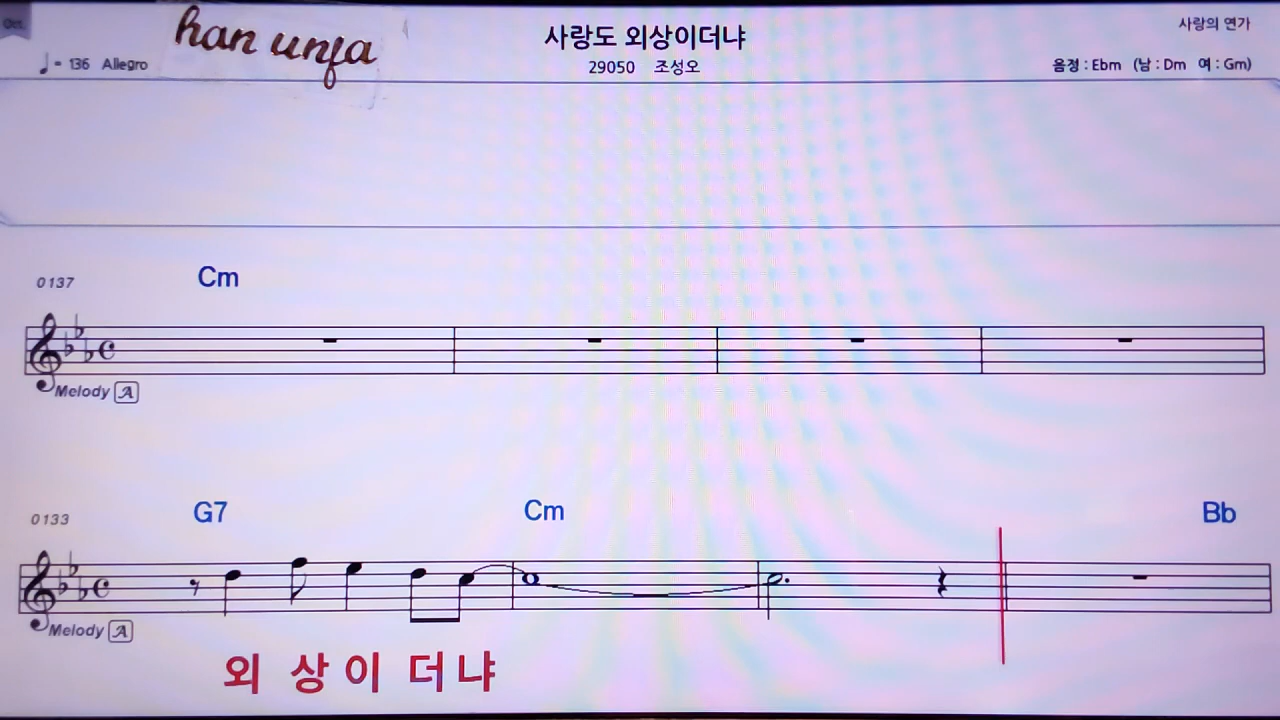 han unfa
사랑도 외상이더냐
사랑의 연가
♩= 136 Allegro
29050 조성오
음정 : Ebm (남 : Dm 여 : Gm)
Cm
0137
Melody A
G7 Cm Bb
0133
Melody A
외 상 이 더 냐